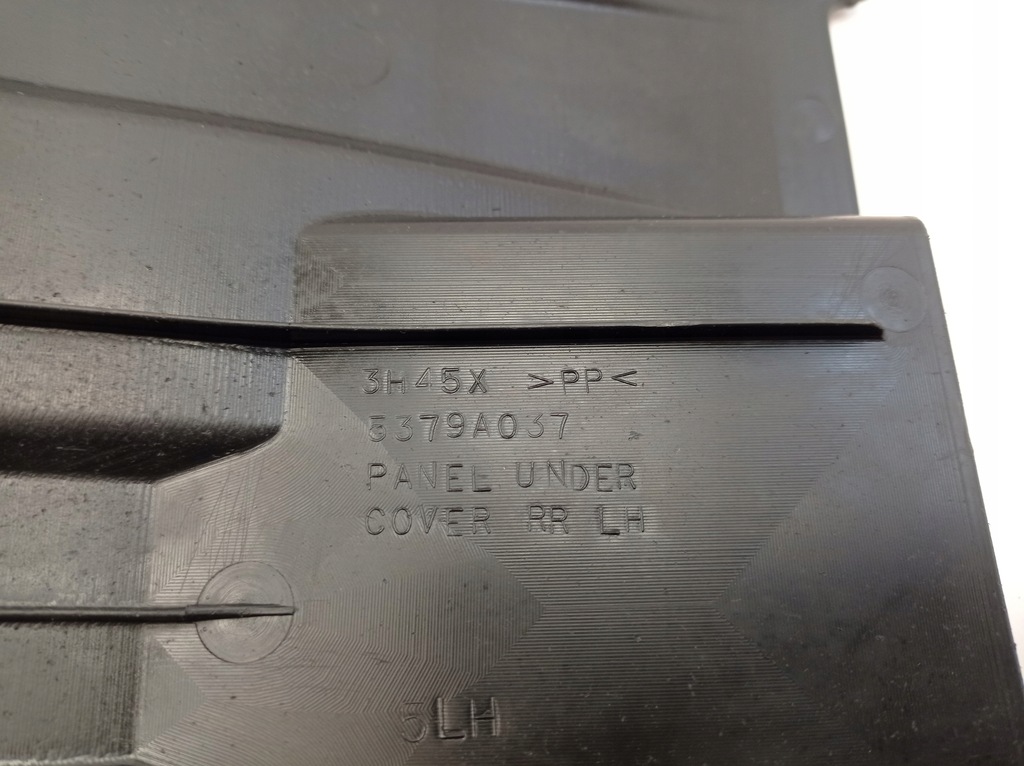 3H45X >PP<
5379A037
PANEL UNDER
COVER RR LH
5LH